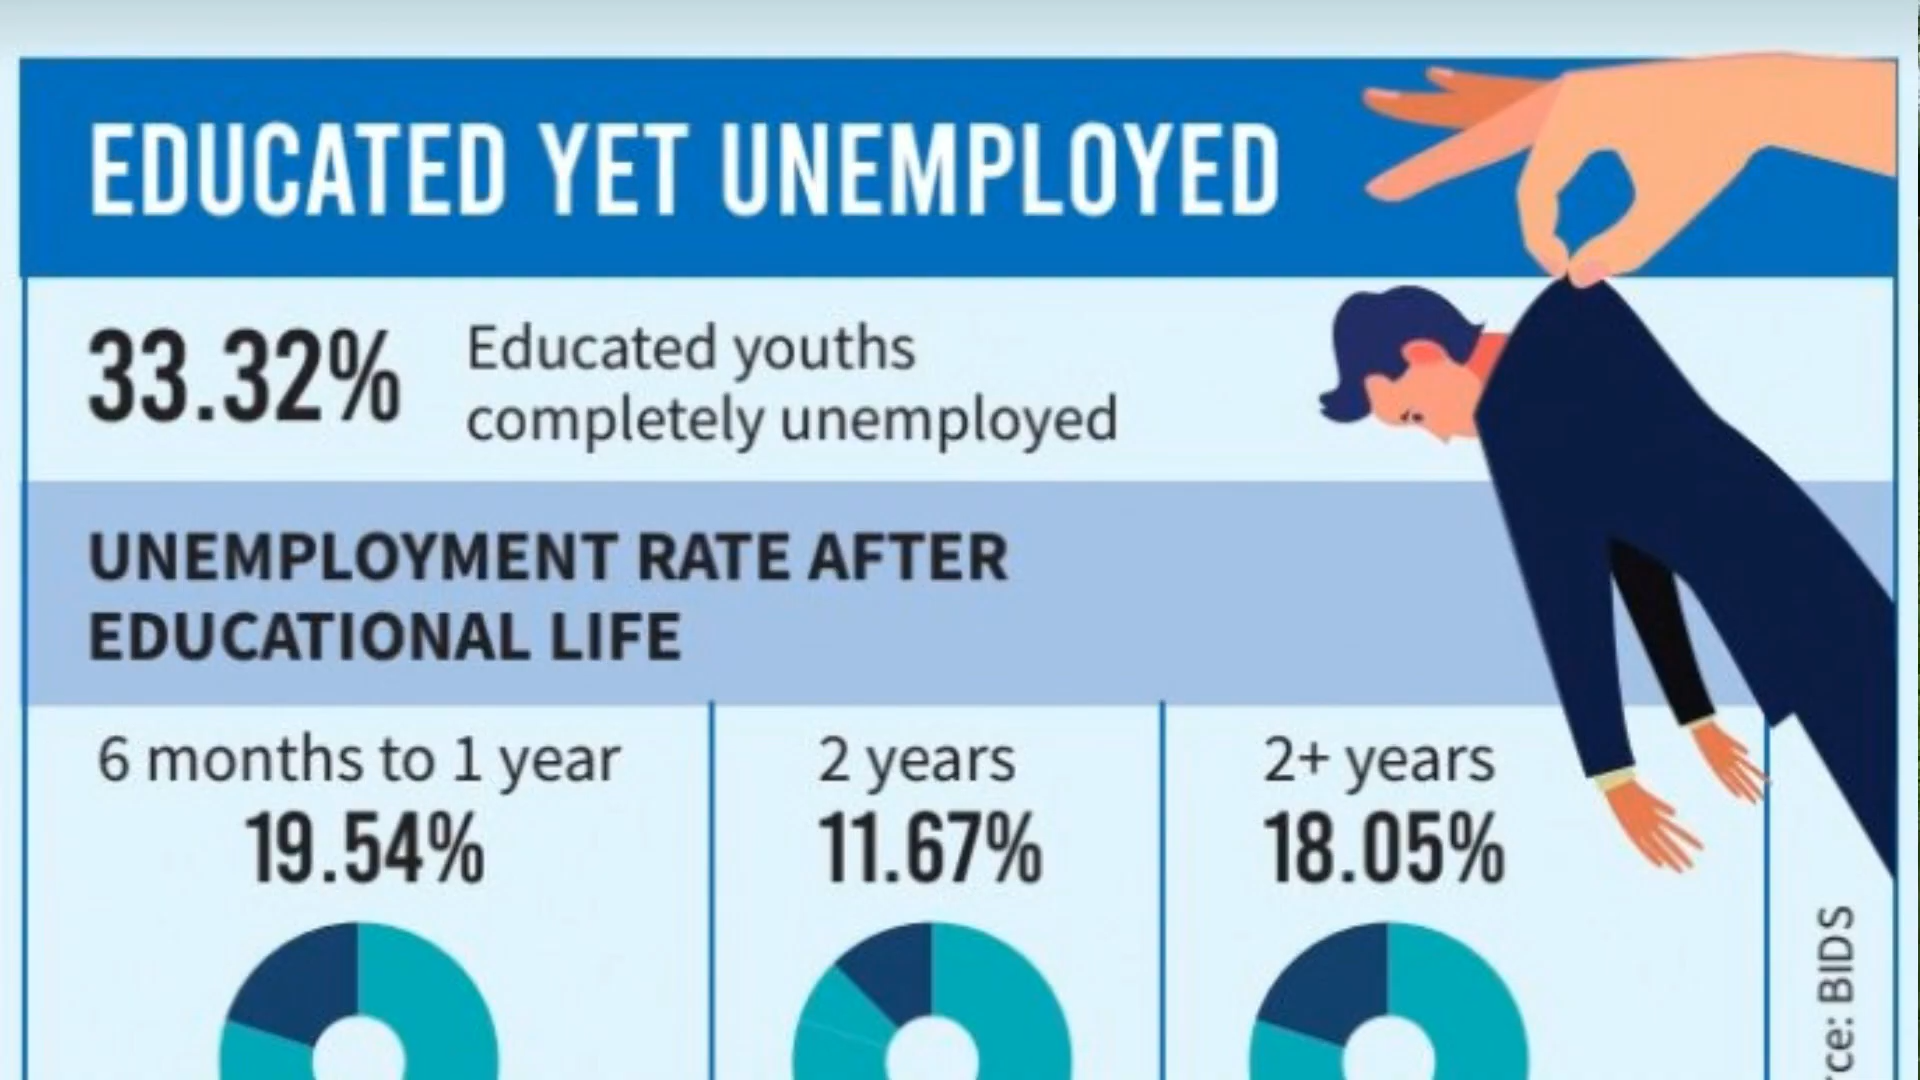 EDUCATED YET UNEMPLOYED
33.32%
Educated youths
completely unemployed
UNEMPLOYMENT RATE AFTER
EDUCATIONAL LIFE
6 months to 1 year
19.54%
2 years
11.67%
2+ years
18.05%
BIDS